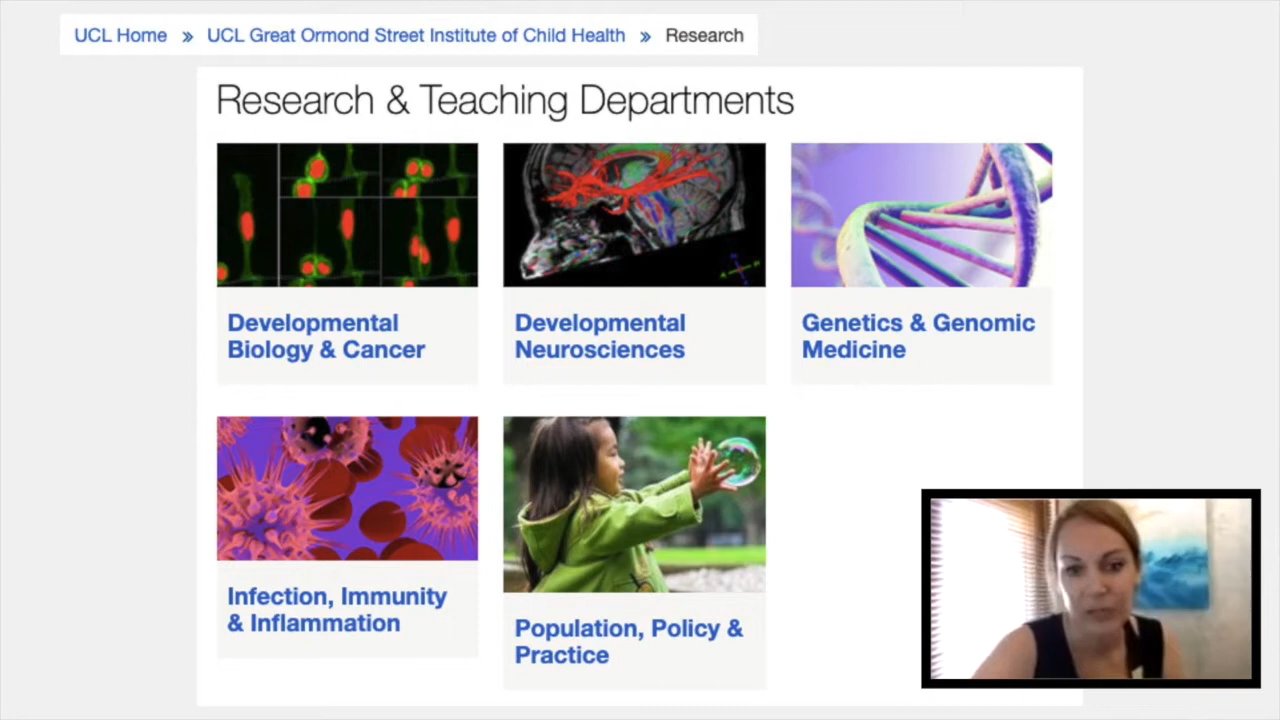 UCL Home » UCL Great Ormond Street Institute of Child Health » Research
Research & Teaching Departments
Developmental
Biology & Cancer
Developmental
Neurosciences
Genetics & Genomic
Medicine
Infection, Immunity
& Inflammation
Population, Policy &
Practice